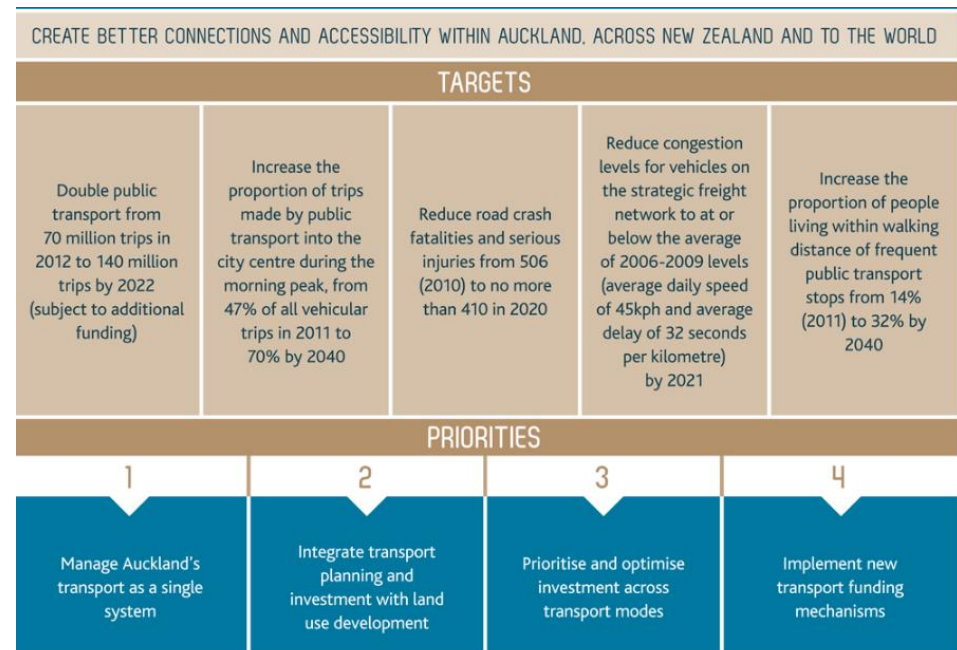 CREATE BETTER CONNECTIONS AND ACCESSIBILITY WITHIN AUCKLAND, ACROSS NEW ZEALAND AND TO THE WORLD
TARGETS
Double public
transport from
70 million trips in
2012 to 140 million
trips by 2022
(subject to additional
funding)
Increase the
proportion of trips
made by public
transport into the
city centre during the
morning peak, from
47% of all vehicular
trips in 2011 to
70% by 2040
Reduce road crash
fatalities and serious
injuries from 506
(2010) to no more
than 410 in 2020
Reduce congestion
levels for vehicles on
the strategic freight
network to at or
below the average
of 2006-2009 levels
(average daily speed
of 45kph and average
delay of 32 seconds
per kilometre)
by 2021
Increase the
proportion of people
living within walking
distance of frequent
public transport
stops from 14%
(2011) to 32% by
2040
PRIORITIES
1
Manage Auckland's
transport as a single
system
2
Integrate transport
planning and
investment with land
use development
3
Prioritise and optimise
investment across
transport modes
4
Implement new
transport funding
mechanisms